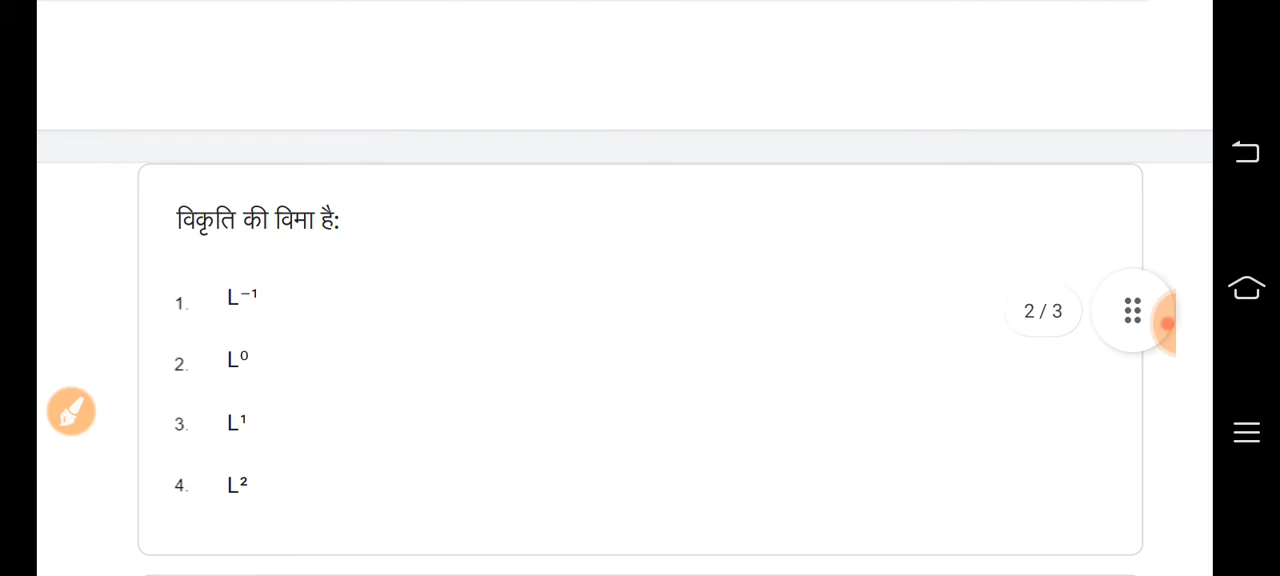 विकृति की विमा है:
1. L⁻¹
2. L⁰
2 / 3
3. L¹
4. L²